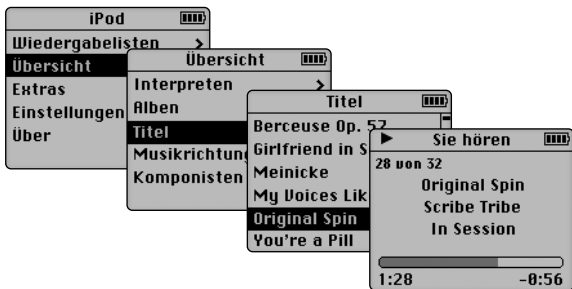 iPod
Wiedergabelisten
Übersicht
Extras
Einstellungen
Über
Übersicht
Interpreten
Alben
Titel
Musikrichtung
Komponisten
Titel
Berceuse Op. 57
Girlfriend in S
Meinicke
My Voices Lik
Original Spin
You're a Pill
Sie hören
28 von 32
Original Spin
Scribe Tribe
In Session
1:28 -0:56